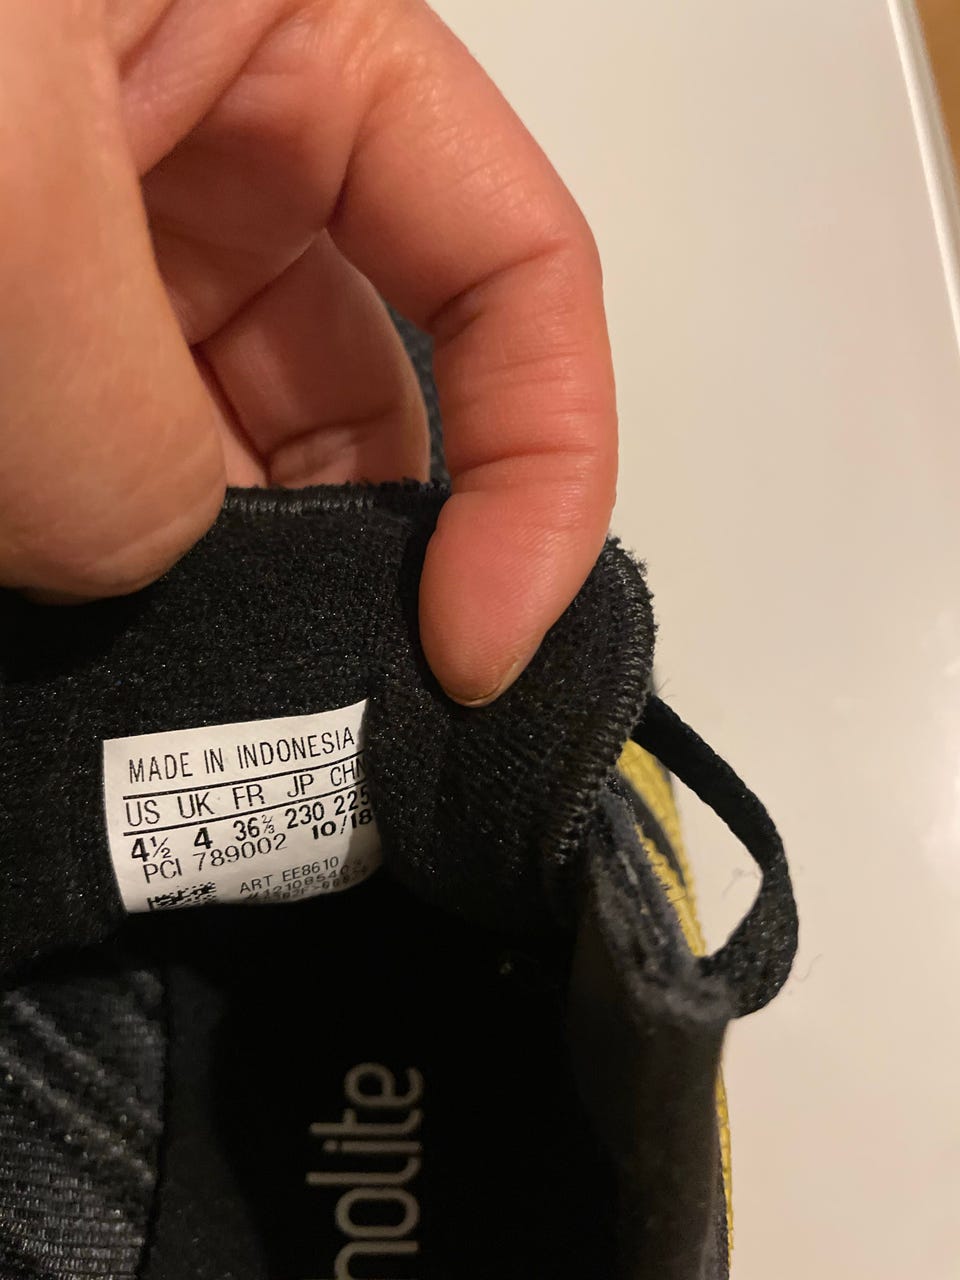 MADE IN INDONESIA
US UK FR JP CHN
4½ 4 36⅔ 230 225
PCI 789002 10/18
ART EE8610
nolite